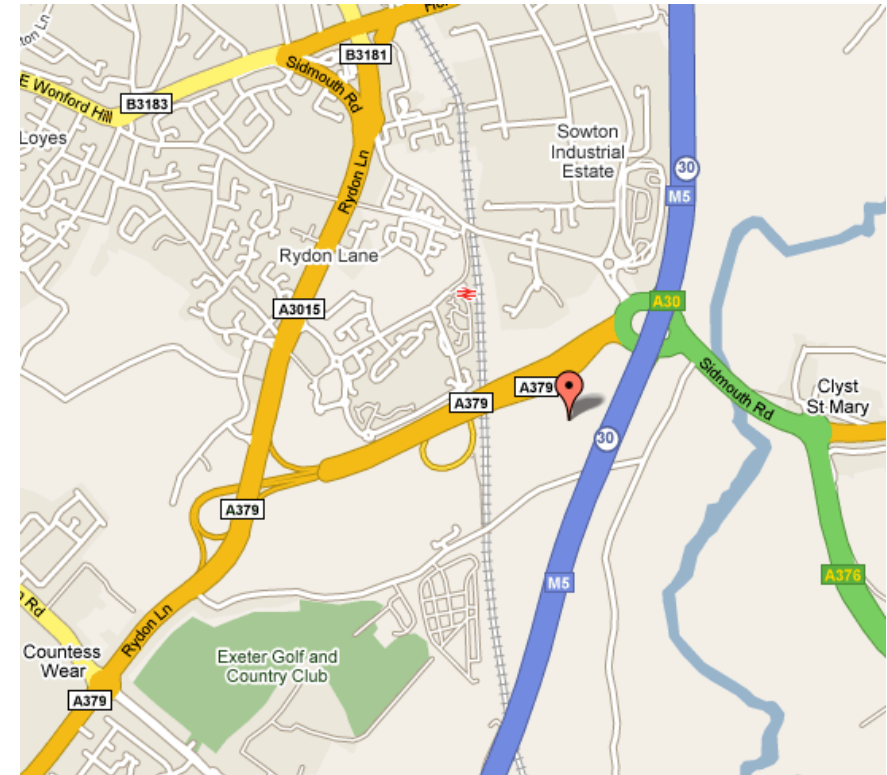 B3181
Sidmouth Rd
E Wonford Hill
B3183
Loyes
Sowton
Industrial
Estate
30
M5
Rydon Ln
Rydon Lane
A3015
A30
A379
A379
Sidmouth Rd
Clyst
St Mary
30
A379
M5
A376
Rydon Ln
Countess
Wear
Exeter Golf and
Country Club
A379